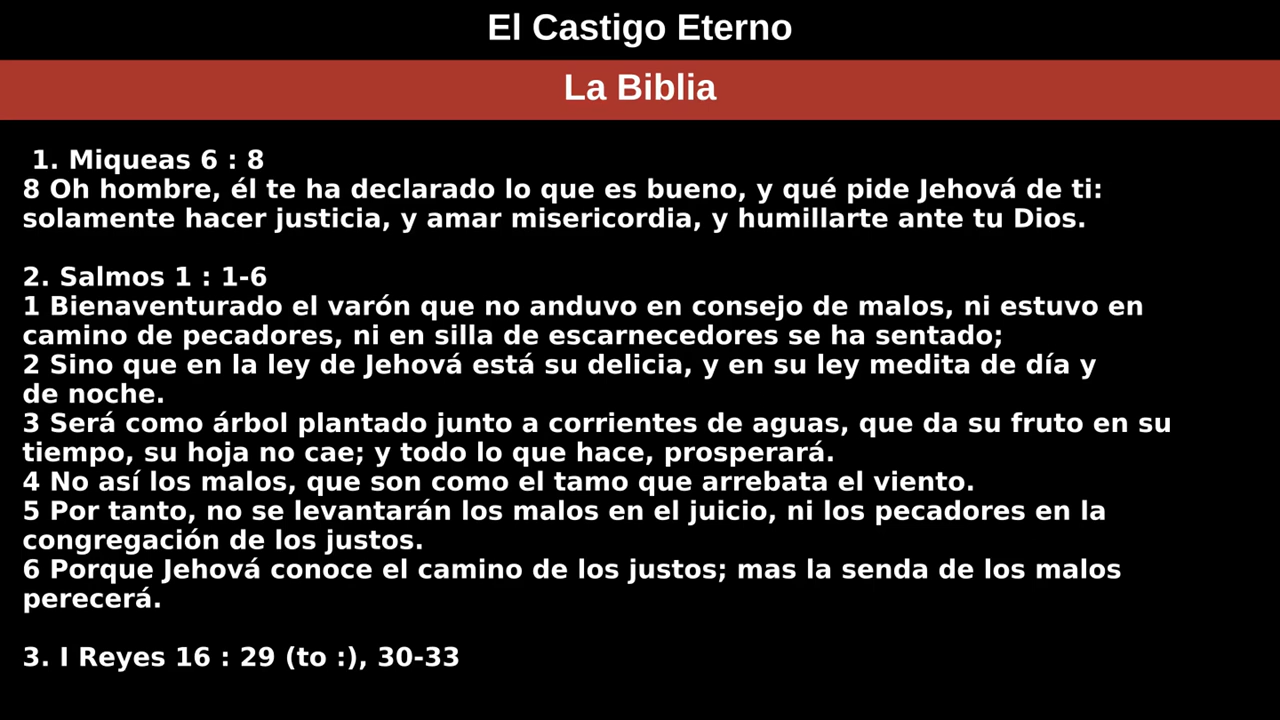 El Castigo Eterno
La Biblia
1. Miqueas 6 : 8
8 Oh hombre, él te ha declarado lo que es bueno, y qué pide Jehová de ti:
solamente hacer justicia, y amar misericordia, y humillarte ante tu Dios.
2. Salmos 1 : 1-6
1 Bienaventurado el varón que no anduvo en consejo de malos, ni estuvo en
camino de pecadores, ni en silla de escarnecedores se ha sentado;
2 Sino que en la ley de Jehová está su delicia, y en su ley medita de día y
de noche.
3 Será como árbol plantado junto a corrientes de aguas, que da su fruto en su
tiempo, su hoja no cae; y todo lo que hace, prosperará.
4 No así los malos, que son como el tamo que arrebata el viento.
5 Por tanto, no se levantarán los malos en el juicio, ni los pecadores en la
congregación de los justos.
6 Porque Jehová conoce el camino de los justos; mas la senda de los malos
perecerá.
3. I Reyes 16 : 29 (to :), 30-33